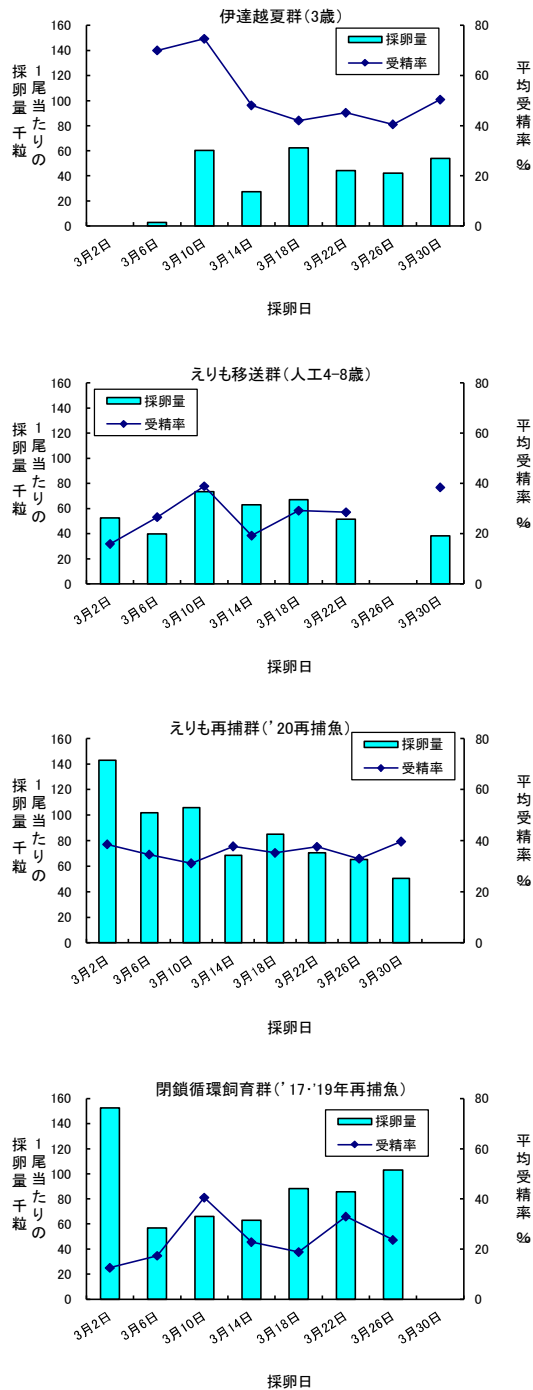 伊達越夏群(3歳)
160
140
120
100
80
60
40
20
0
1尾当たりの
採卵量 千粒
採卵量
受精率
80
60
40
20
0
平均受精率 %
3月2日
3月6日
3月10日
3月14日
3月18日
3月22日
3月26日
3月30日
採卵日
えりも移送群(人工4-8歳)
160
140
120
100
80
60
40
20
0
1尾当たりの
採卵量 千粒
採卵量
受精率
80
60
40
20
0
平均受精率 %
3月2日
3月6日
3月10日
3月14日
3月18日
3月22日
3月26日
3月30日
採卵日
えりも再捕群('20再捕魚)
160
140
120
100
80
60
40
20
0
1尾当たりの
採卵量 千粒
採卵量
受精率
80
60
40
20
0
平均受精率 %
3月2日
3月6日
3月10日
3月14日
3月18日
3月22日
3月26日
3月30日
採卵日
閉鎖循環飼育群('17・'19年再捕魚)
160
140
120
100
80
60
40
20
0
1尾当たりの
採卵量 千粒
採卵量
受精率
80
60
40
20
0
平均受精率 %
3月2日
3月6日
3月10日
3月14日
3月18日
3月22日
3月26日
3月30日
採卵日